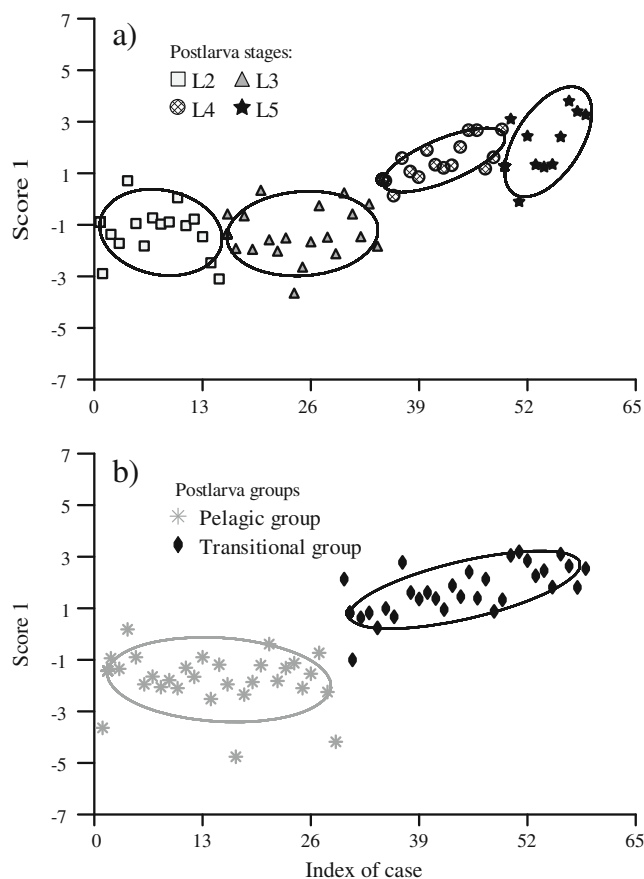 a)
Postlarva stages:
L2 L3
L4 L5
Score 1
7
5
3
1
-1
-3
-5
-7
0 13 26 39 52 65
b)
Postlarva groups
Pelagic group
Transitional group
Score 1
7
5
3
1
-1
-3
-5
-7
0 13 26 39 52 65
Index of case